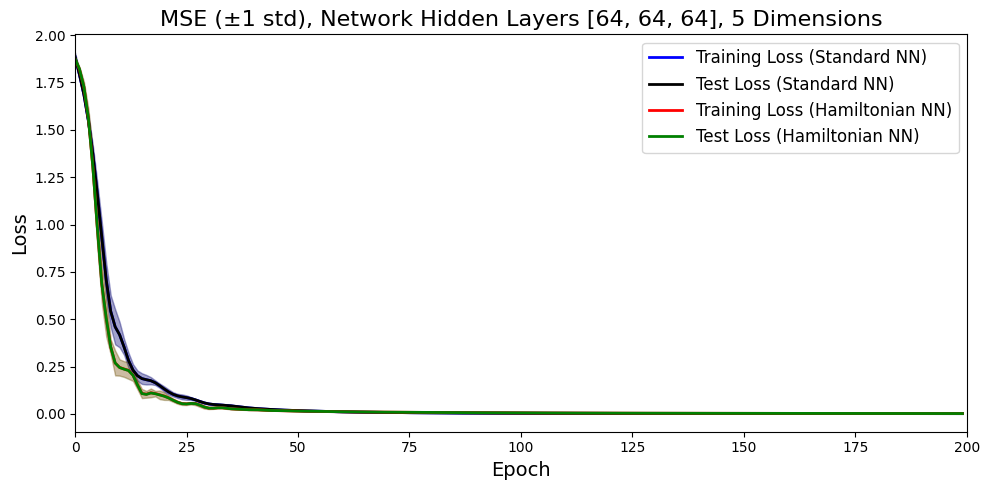 MSE (±1 std), Network Hidden Layers [64, 64, 64], 5 Dimensions
Loss
2.00
1.75
1.50
1.25
1.00
0.75
0.50
0.25
0.00
Training Loss (Standard NN)
Test Loss (Standard NN)
Training Loss (Hamiltonian NN)
Test Loss (Hamiltonian NN)
0 25 50 75 100 125 150 175 200
Epoch